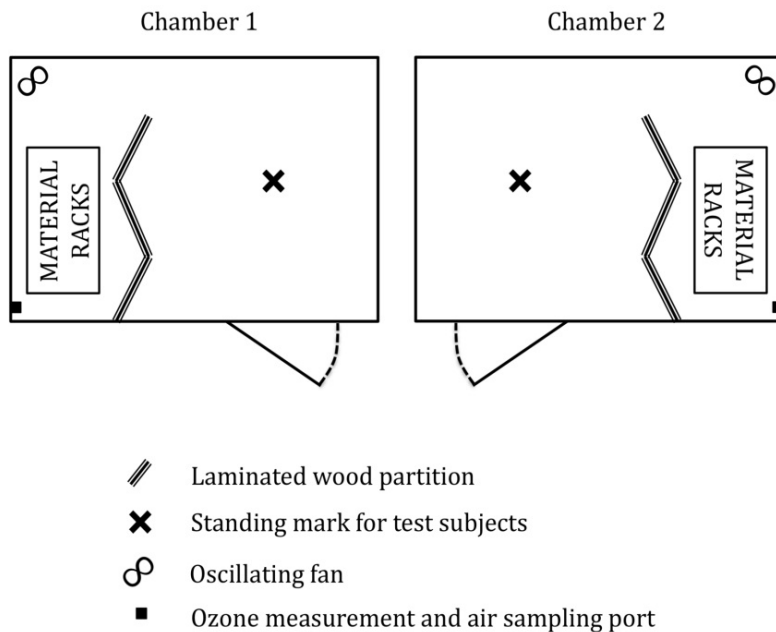 Chamber 1
Chamber 2
MATERIAL
RACKS
MATERIAL
RACKS
Laminated wood partition
Standing mark for test subjects
Oscillating fan
Ozone measurement and air sampling port